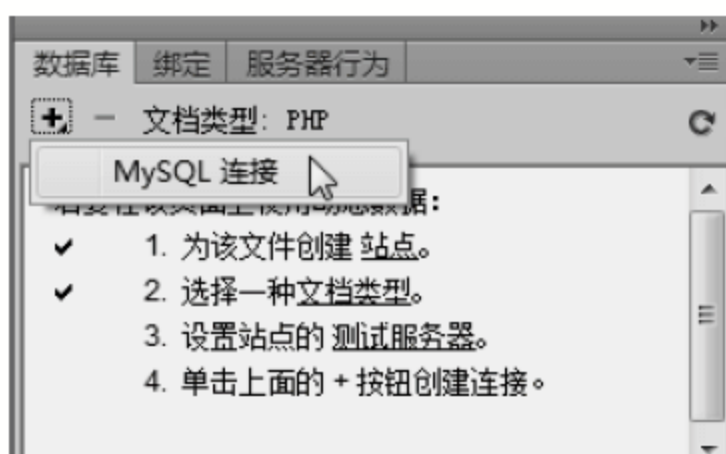 数据库 绑定 服务器行为
文档类型: PHP
MySQL 连接
1. 为该文件创建 站点。
2. 选择一种文档类型。
3. 设置站点的 测试服务器。
4. 单击上面的 + 按钮创建连接。